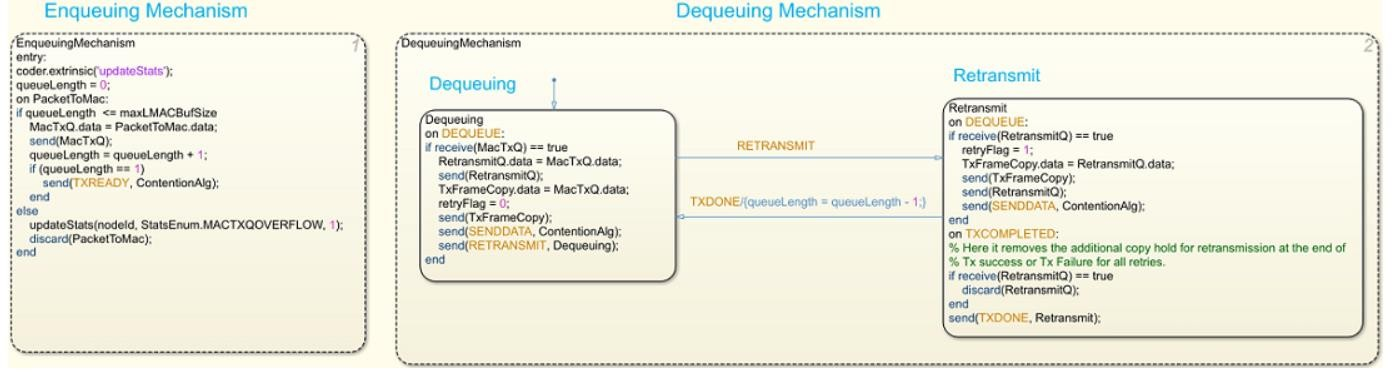 Enqueuing Mechanism
Dequeuing Mechanism
EnqueuingMechanism
1
entry:
coder.extrinsic('updateStats');
queueLength = 0;
on PacketToMac:
if queueLength <= maxLMACBufSize
MacTxQ.data = PacketToMac.data;
send(MacTxQ);
queueLength = queueLength + 1;
if (queueLength == 1)
send(TXREADY, ContentionAlg);
end
else
updateStats(nodeId, StatsEnum.MACTXQOVERFLOW, 1);
discard(PacketToMac);
end
DequeuingMechanism
2
Dequeuing
Dequeuing
on DEQUEUE:
if receive(MacTxQ) == true
RetransmitQ.data = MacTxQ.data;
send(RetransmitQ);
TxFrameCopy.data = MacTxQ.data;
retryFlag = 0;
send(TxFrameCopy);
send(SENDDATA, ContentionAlg);
send(RETRANSMIT, Dequeuing);
end
RETRANSMIT
TXDONE/{queueLength = queueLength - 1;}
Retransmit
Retransmit
on DEQUEUE:
if receive(RetransmitQ) == true
retryFlag = 1;
TxFrameCopy.data = RetransmitQ.data;
send(TxFrameCopy);
send(RetransmitQ);
send(SENDDATA, ContentionAlg);
end
on TXCOMPLETED:
% Here it removes the additional copy hold for retransmission at the end of
% Tx success or Tx Failure for all retries.
if receive(RetransmitQ) == true
discard(RetransmitQ);
end
send(TXDONE, Retransmit);